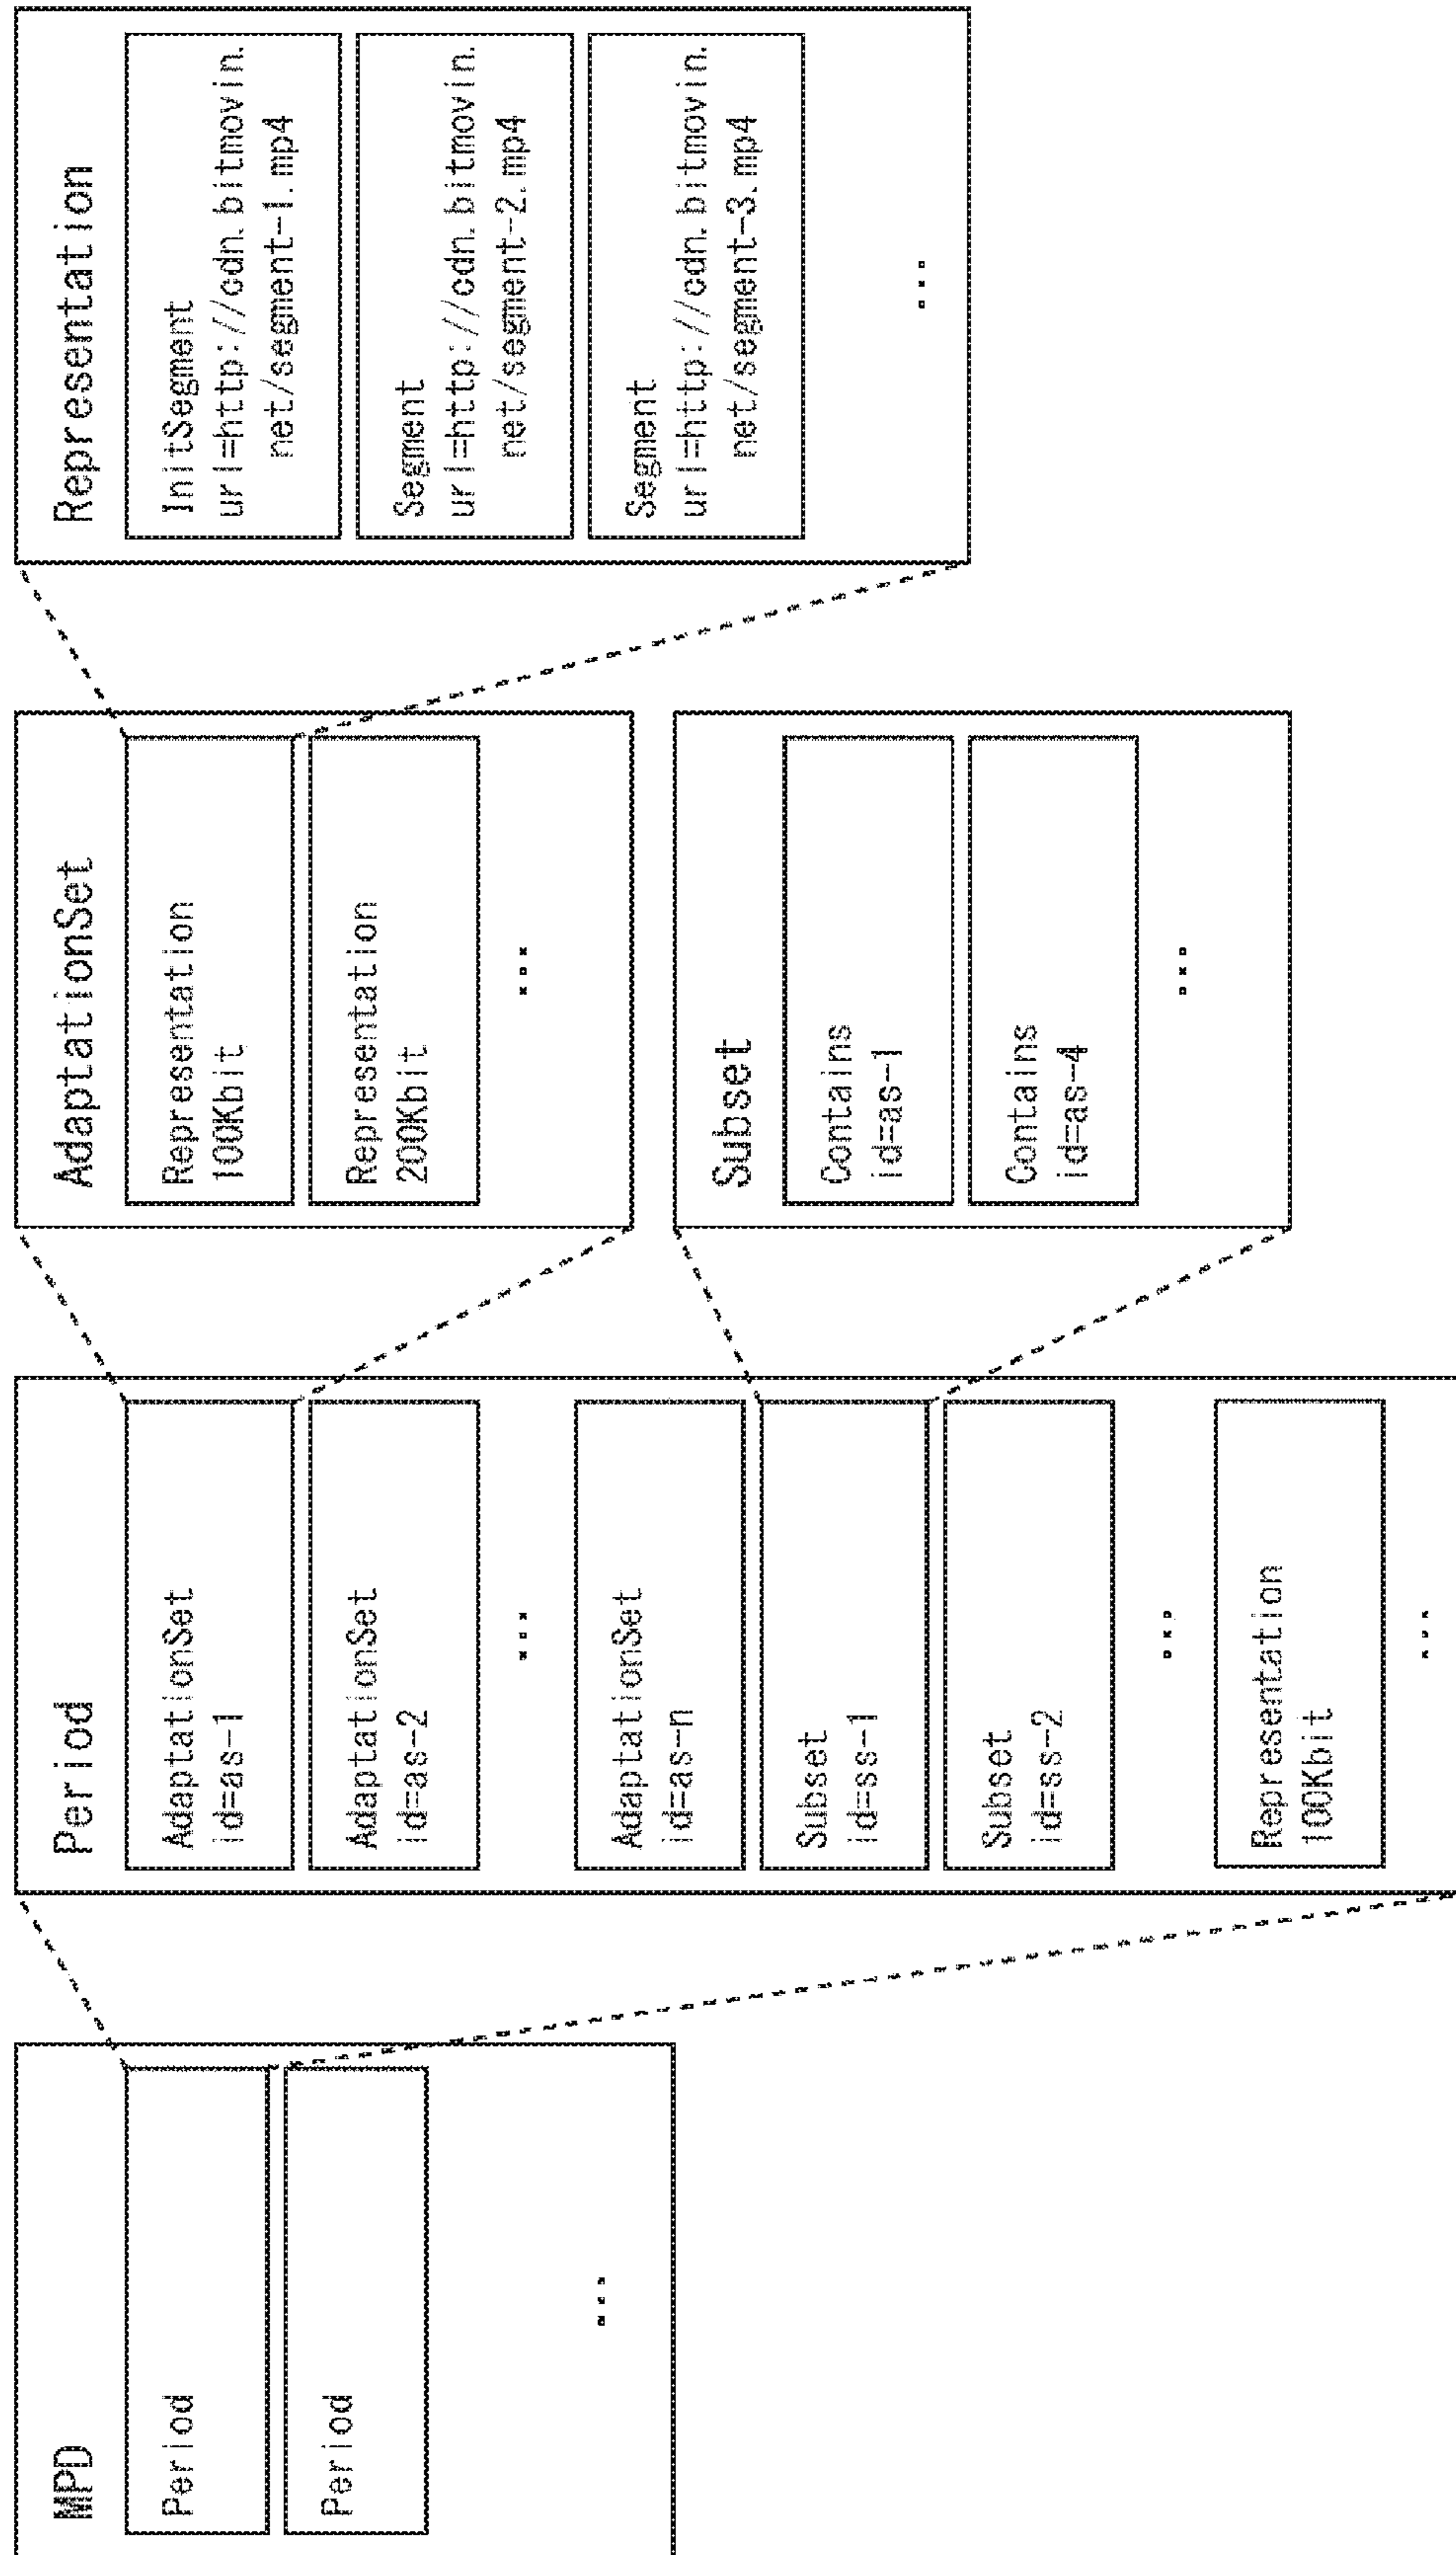 MPD
Period
Period
...
Period
AdaptationSet
id=as-1
AdaptationSet
id=as-2
...
AdaptationSet
id=as-n
Subset
id=ss-1
Subset
id=ss-2
...
Representation
100Kbit
...
AdaptationSet
Representation
100Kbit
Representation
200Kbit
...
Subset
Contains
id=as-1
Contains
id=as-4
...
Representation
InitSegment
url=http://cdn.bitmovin.
net/segment-1.mp4
Segment
url=http://cdn.bitmovin.
net/segment-2.mp4
Segment
url=http://cdn.bitmovin.
net/segment-3.mp4
...